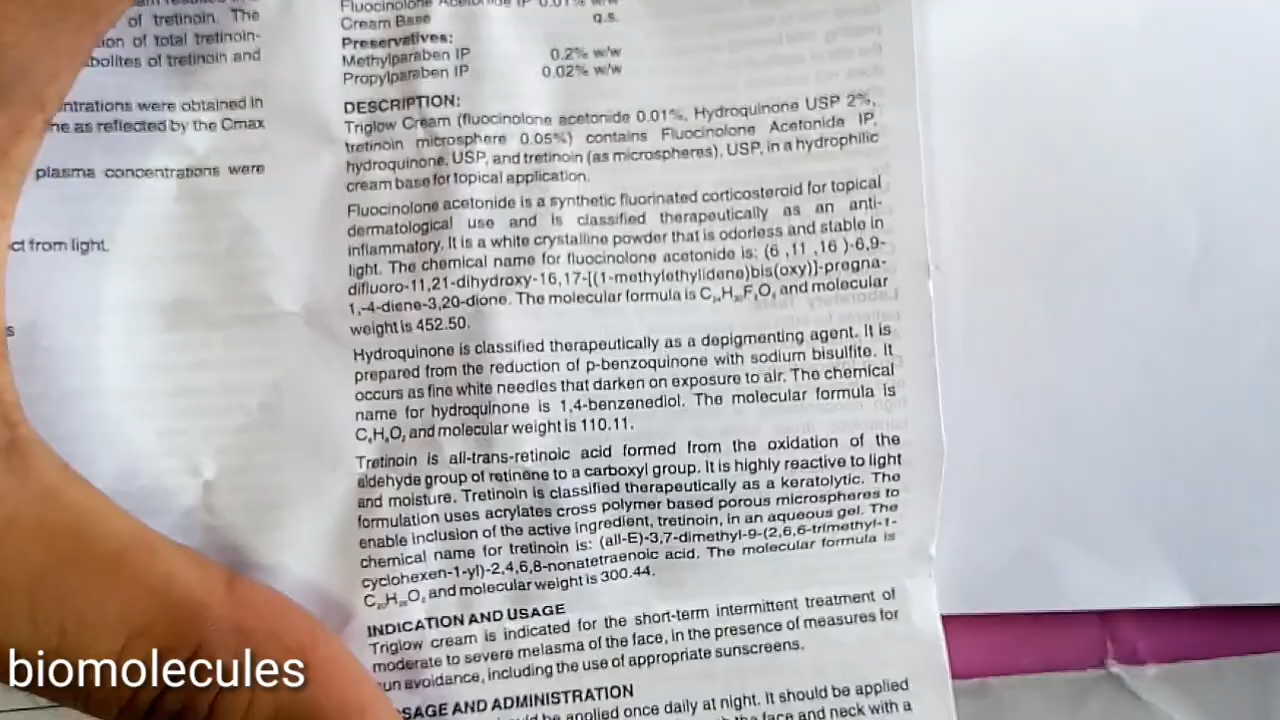 of tretinoin. The
ion of total tretinoin-
bolites of tretinoin and
ntrations were obtained in
ne as reflected by the Cmax
plasma concentrations were
ct from light.
s
Fluocinolone Acetonide IP 0.01% w/w
Cream Base q.s.
Preservatives:
Methylparaben IP 0.2% w/w
Propylparaben IP 0.02% w/w
DESCRIPTION:
Triglow Cream (fluocinolone acetonide 0.01%, Hydroquinone USP 2%,
tretinoin microsphere 0.05%) contains Fluocinolone Acetonide IP,
hydroquinone, USP, and tretinoin (as microspheres), USP, in a hydrophilic
cream base for topical application.
Fluocinolone acetonide is a synthetic fluorinated corticosteroid for topical
dermatological use and is classified therapeutically as an anti-
inflammatory. It is a white crystalline powder that is odorless and stable in
light. The chemical name for fluocinolone acetonide is: (6 ,11 ,16 )-6,9-
difluoro-11,21-dihydroxy-16,17-[(1-methylethylidene)bis(oxy)]-pregna-
1,-4-diene-3,20-dione. The molecular formula is and molecular
weight is 452.50.
Hydroquinone is classified therapeutically as a depigmenting agent. It is
prepared from the reduction of p-benzoquinone with sodium bisulfite. It
occurs as fine white needles that darken on exposure to air. The chemical
name for hydroquinone is 1,4-benzenediol. The molecular formula is
and molecular weight is 110.11.
Tretinoin is all-trans-retinoic acid formed from the oxidation of the
aldehyde group of retinene to a carboxyl group. It is highly reactive to light
and moisture. Tretinoin is classified therapeutically as a keratolytic. The
formulation uses acrylates cross polymer based porous microspheres to
enable inclusion of the active ingredient, tretinoin, in an aqueous gel. The
chemical name for tretinoin is: (all-E)-3,7-dimethyl-9-(2,6,6-trimethyl-1-
cyclohexen-1-yl)-2,4,6,8-nonatetraenoic acid. The molecular formula is
and molecular weight is 300.44.
INDICATION AND USAGE
Triglow cream is indicated for the short-term intermittent treatment of
moderate to severe melasma of the face, in the presence of measures for
un avoidance, including the use of appropriate sunscreens.
SAGE AND ADMINISTRATION
be applied once daily at night. It should be applied
the face and neck with a
biomolecules